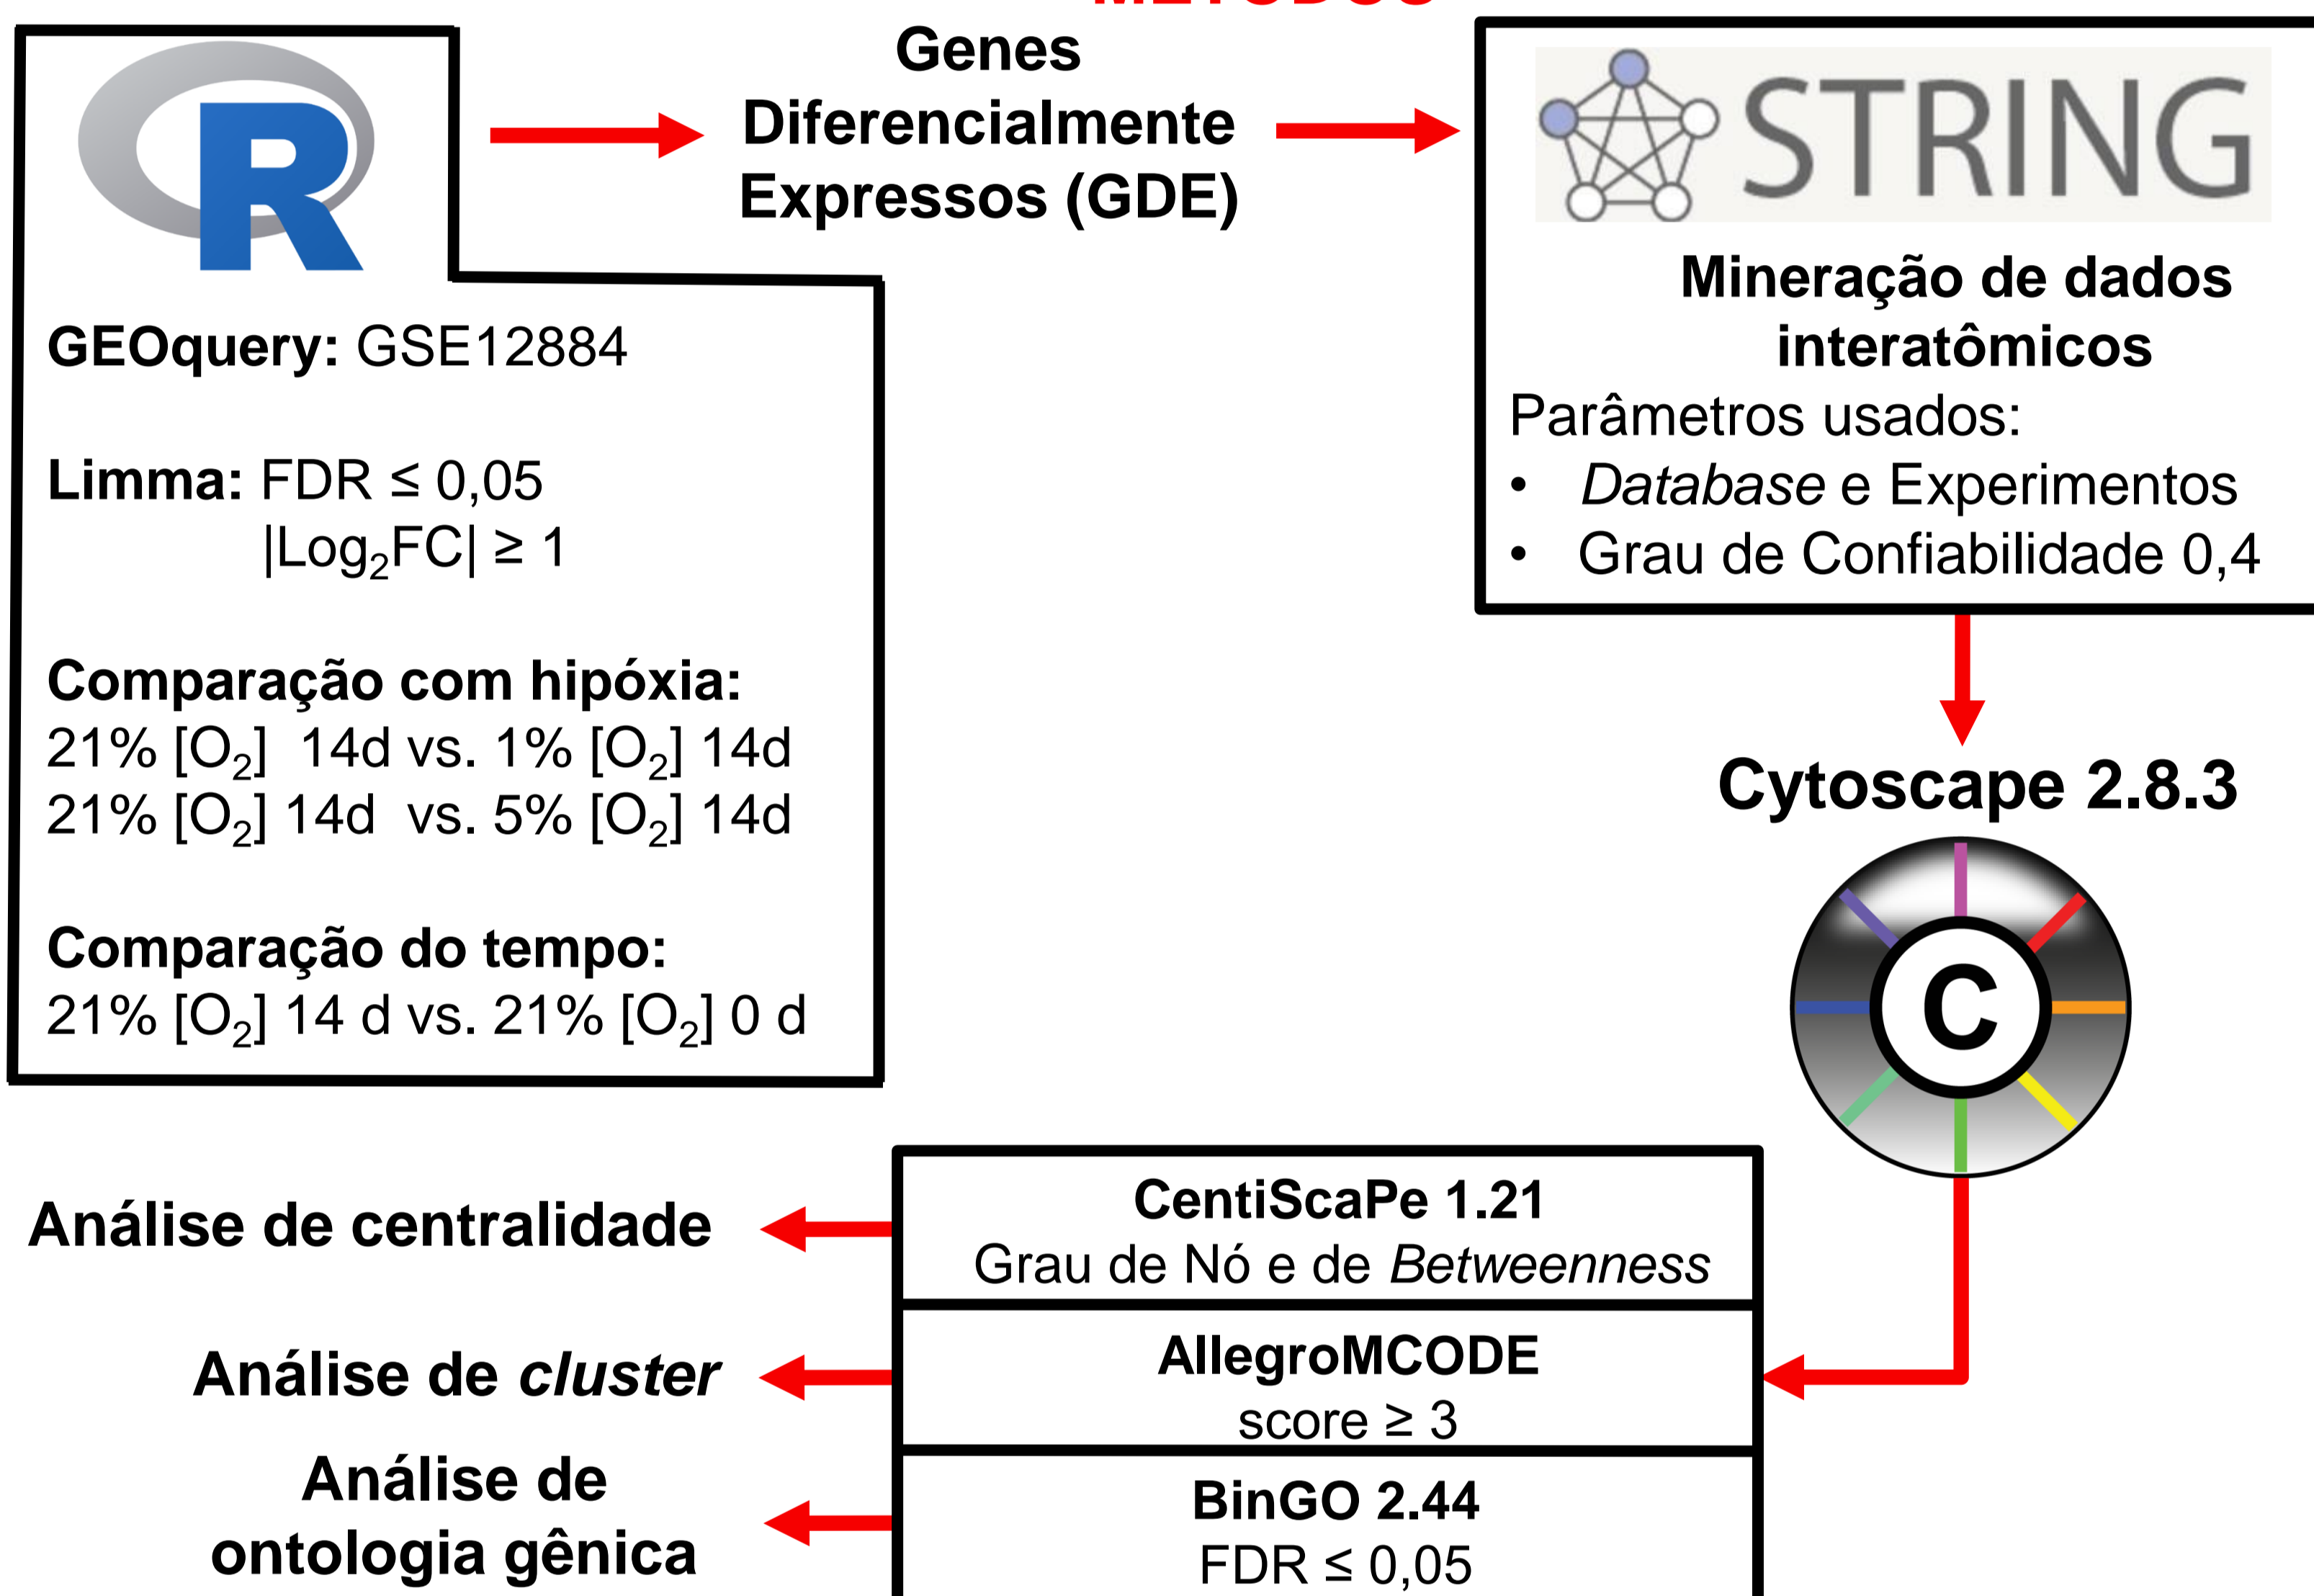 MÉTODOS
R
GEOquery: GSE12884
Limma: FDR ≤ 0,05
|Log₂FC| ≥ 1
Comparação com hipóxia:
21% [O₂] 14d vs. 1% [O₂] 14d
21% [O₂] 14d vs. 5% [O₂] 14d
Comparação do tempo:
21% [O₂] 14 d vs. 21% [O₂] 0 d
Genes
Diferencialmente
Expressos (GDE)
STRING
Mineração de dados
interatômicos
Parâmetros usados:
• Database e Experimentos
• Grau de Confiabilidade 0,4
Cytoscape 2.8.3
C
CentiScaPe 1.21
Grau de Nó e de Betweenness
AllegroMCODE
score ≥ 3
BinGO 2.44
FDR ≤ 0,05
Análise de centralidade
Análise de cluster
Análise de
ontologia gênica